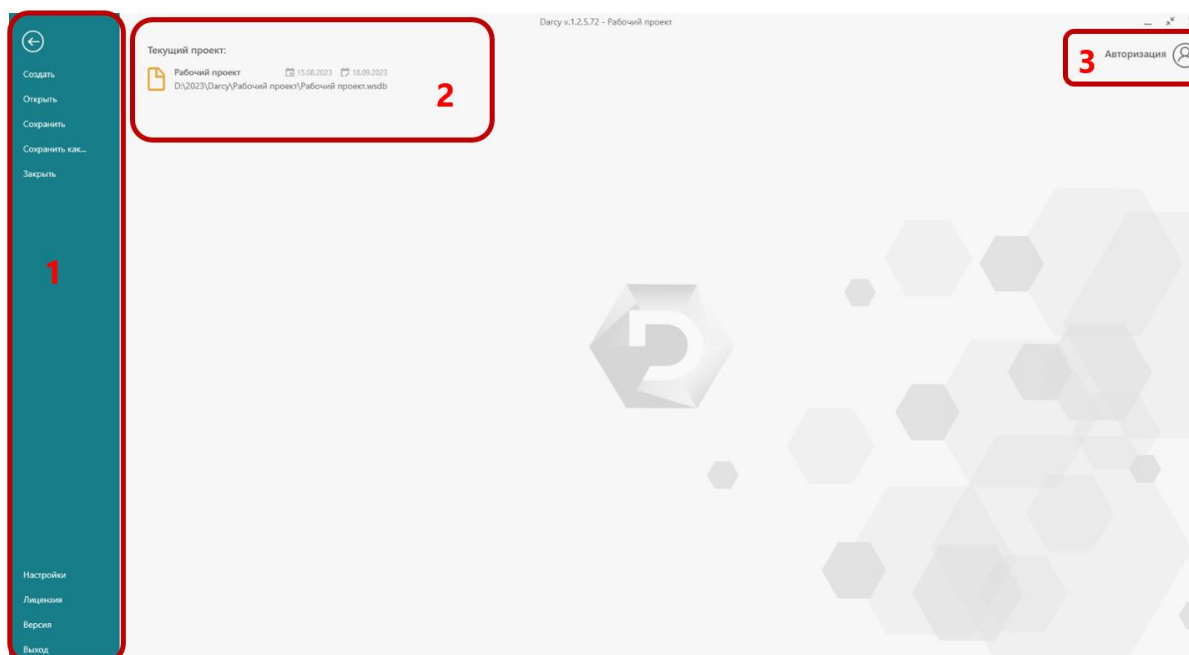 Darcy v.1.2.5.72 - Рабочий проект
Создать
Открыть
Сохранить
Сохранить как...
Закрыть
1
Настройки
Лицензия
Версия
Выход
Текущий проект:
Рабочий проект 15.08.2023 18.09.2023
D:\2023\Darcy\Рабочий проект\Рабочий проект.wsdb
2
3
Авторизация